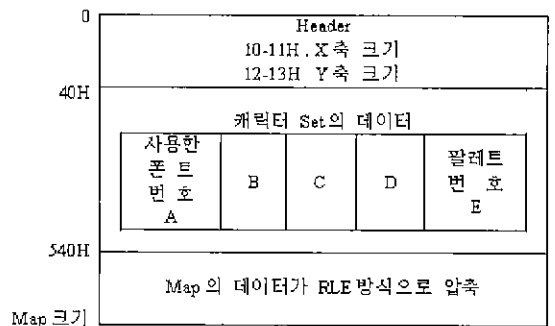 0
Header
10-11H . X축 크기
12-13H Y축 크기
40H
캐릭터 Set의 데이터
사용한
폰 트
번 호
A
B
C
D
팔레트
번 호
E
540H
Map의 데이터가 RLE방식으로 압축
Map 크기